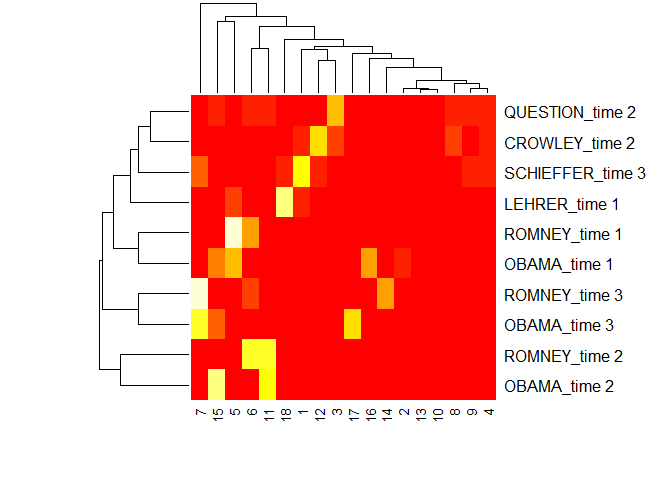 QUESTION_time 2
CROWLEY_time 2
SCHIEFFER_time 3
LEHRER_time 1
ROMNEY_time 1
OBAMA_time 1
ROMNEY_time 3
OBAMA_time 3
ROMNEY_time 2
OBAMA_time 2
7 15 5 6 11 18 1 12 3 17 16 14 2 13 10 8 9 4